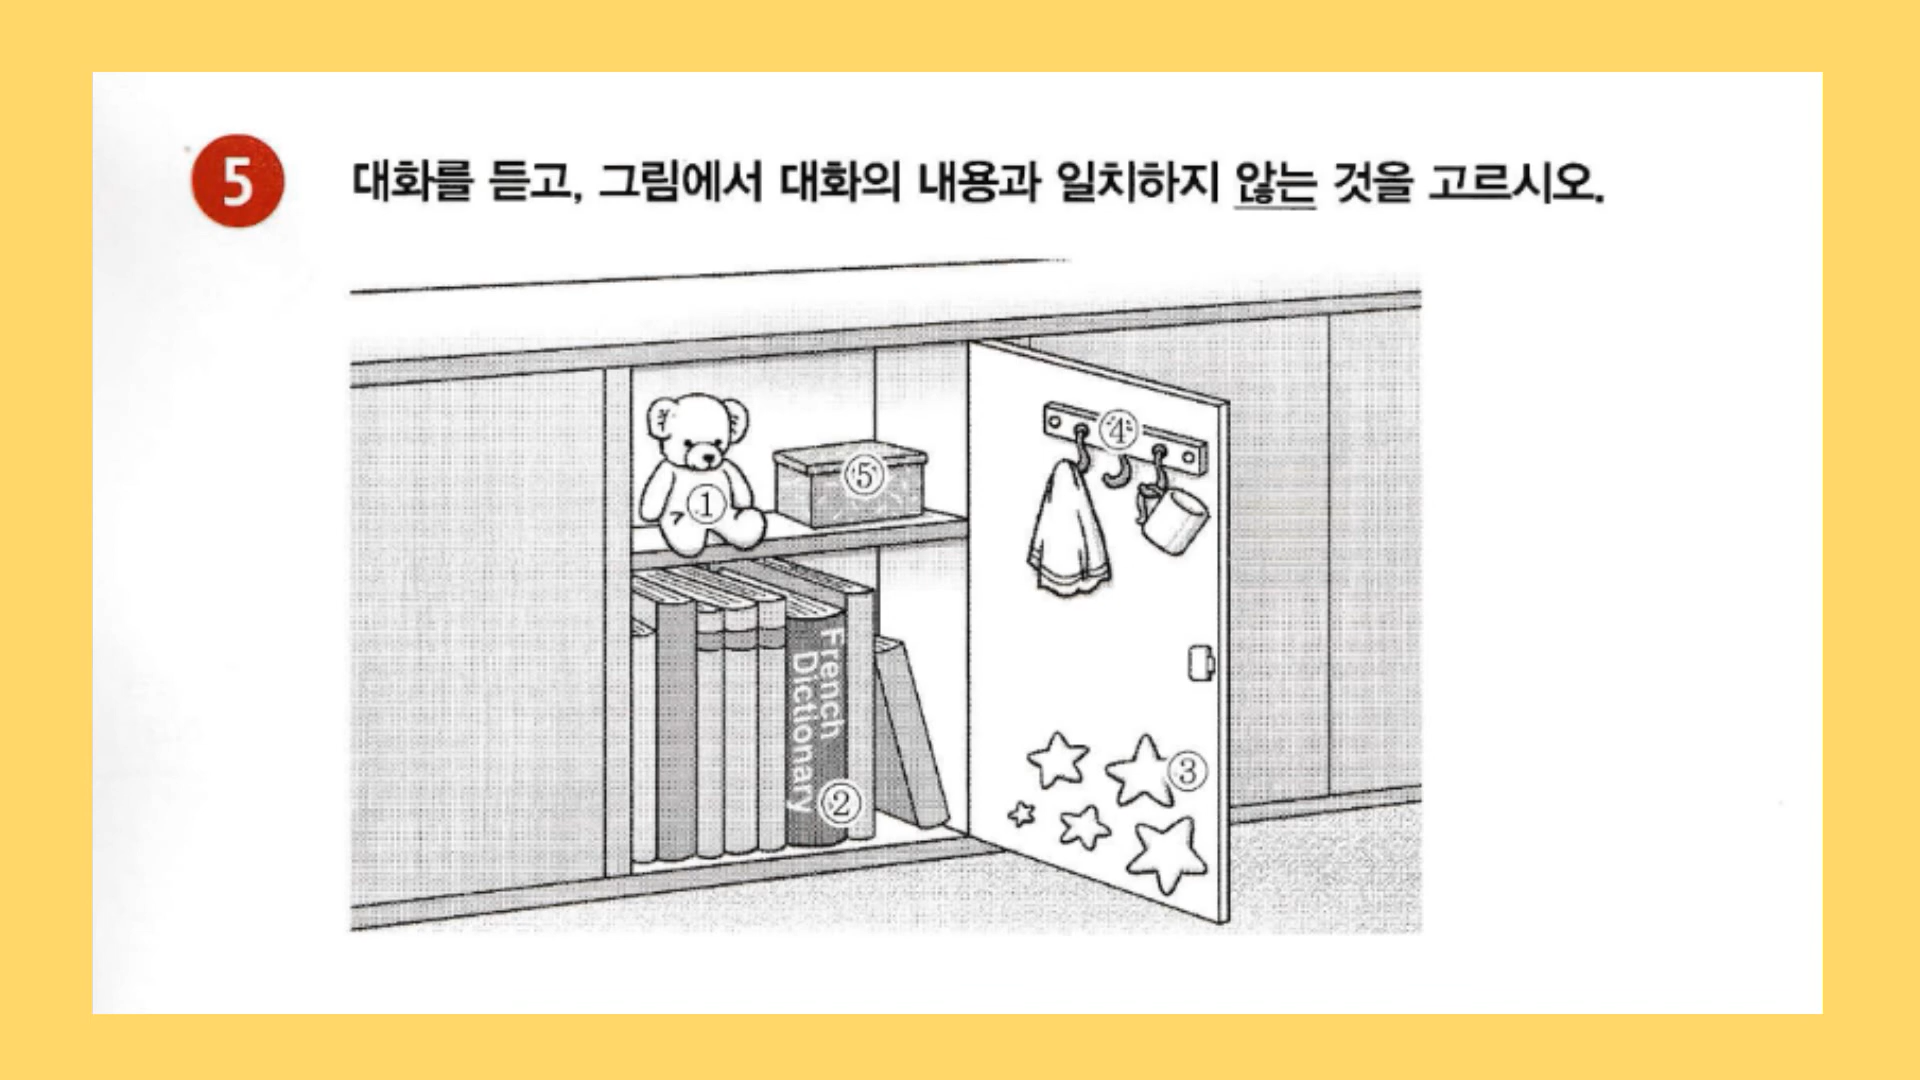 5
대화를 듣고, 그림에서 대화의 내용과 일치하지 않는 것을 고르시오.
①
⑤
④
French
Dictionary
②
③